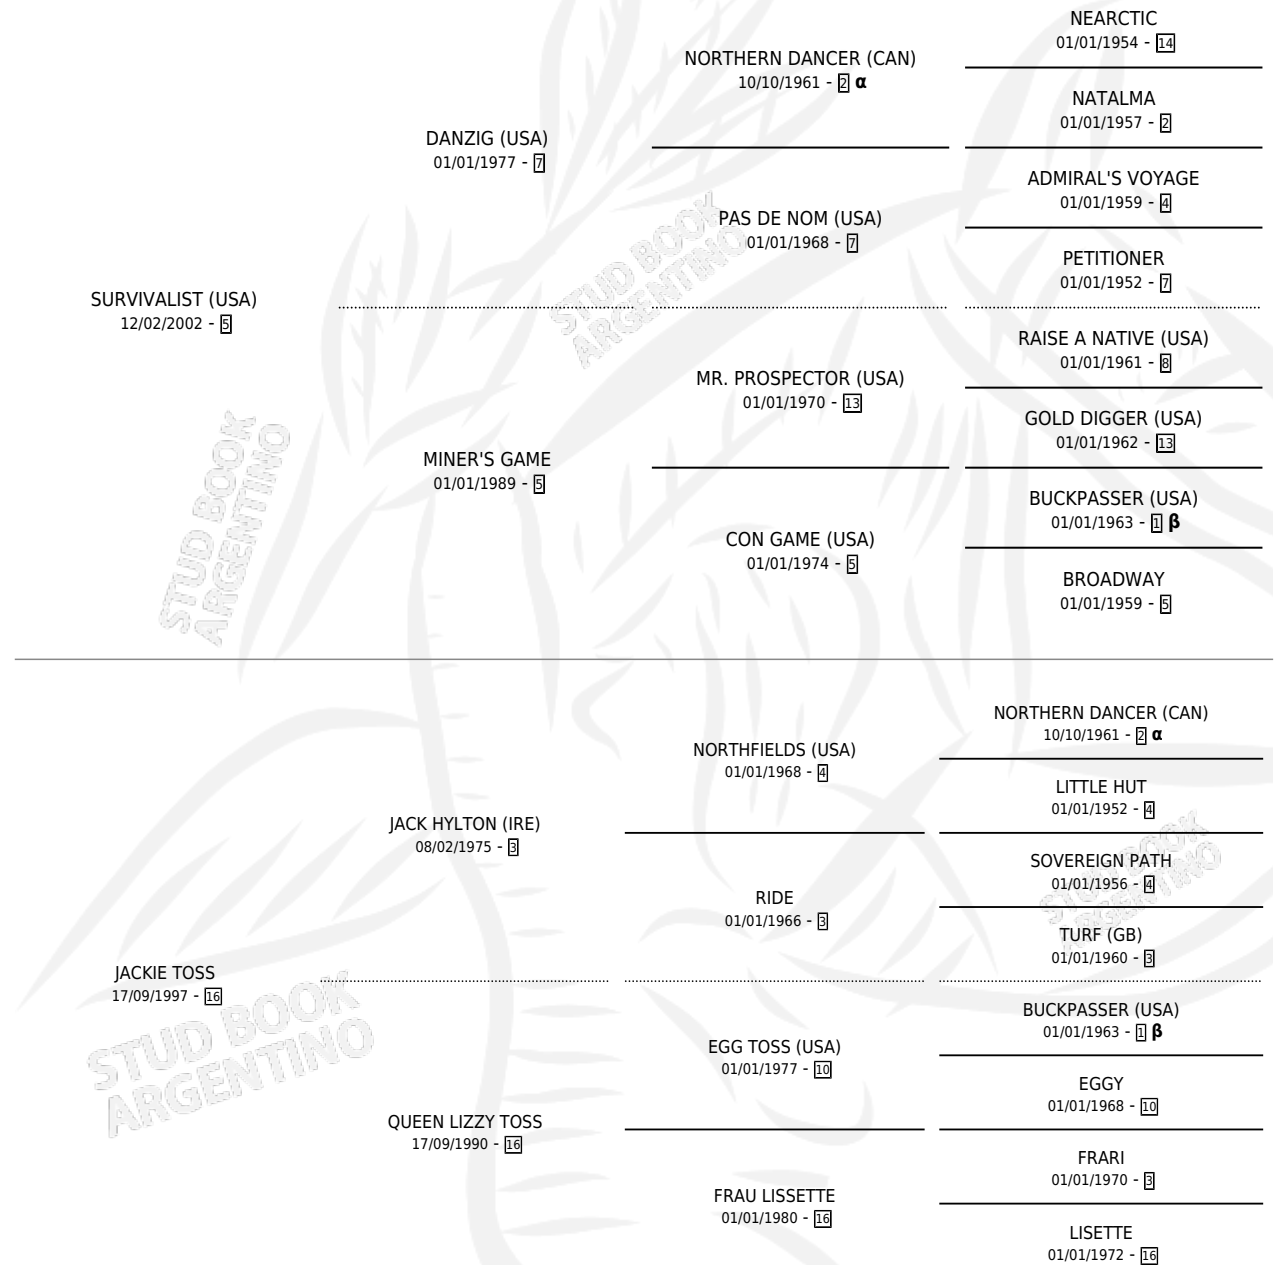 NEARCTIC
01/01/1954 - 14
NORTHERN DANCER (CAN)
10/10/1961 - 2 α
NATALMA
01/01/1957 - 2
DANZIG (USA)
01/01/1977 - 7
ADMIRAL'S VOYAGE
01/01/1959 - 4
PAS DE NOM (USA)
01/01/1968 - 7
PETITIONER
01/01/1952 - 7
SURVIVALIST (USA)
12/02/2002 - 5
RAISE A NATIVE (USA)
01/01/1961 - 8
MR. PROSPECTOR (USA)
01/01/1970 - 13
GOLD DIGGER (USA)
01/01/1962 - 13
MINER'S GAME
01/01/1989 - 5
BUCKPASSER (USA)
01/01/1963 - 1 β
CON GAME (USA)
01/01/1974 - 5
BROADWAY
01/01/1959 - 5
NORTHERN DANCER (CAN)
10/10/1961 - 2 α
NORTHFIELDS (USA)
01/01/1968 - 4
LITTLE HUT
01/01/1952 - 4
JACK HYLTON (IRE)
08/02/1975 - 3
SOVEREIGN PATH
01/01/1956 - 4
RIDE
01/01/1966 - 3
TURF (GB)
01/01/1960 - 3
JACKIE TOSS
17/09/1997 - 16
BUCKPASSER (USA)
01/01/1963 - 1 β
EGG TOSS (USA)
01/01/1977 - 10
EGGY
01/01/1968 - 10
QUEEN LIZZY TOSS
17/09/1990 - 16
FRARI
01/01/1970 - 3
FRAU LISSETTE
01/01/1980 - 16
LISETTE
01/01/1972 - 16
STUD BOOK
ARGENTINO
STUD BOOK
ARGENTINO
STUD BOOK
ARGENTINO
STUD BOOK
ARGENTINO